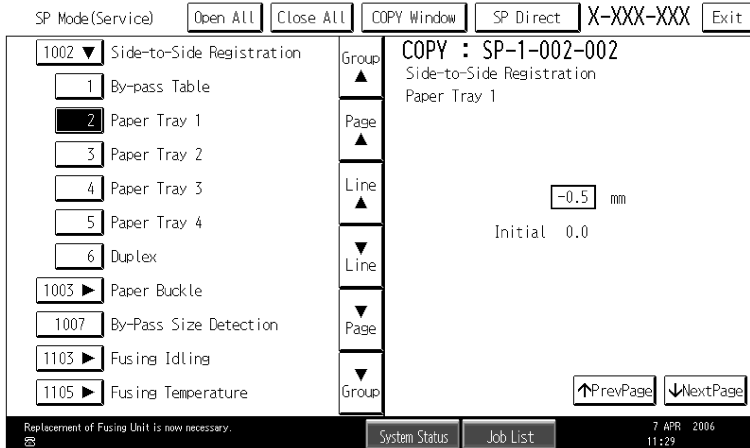 SP Mode(Service) Open All Close All COPY Window SP Direct X-XXX-XXX Exit
1002 ▼ Side-to-Side Registration
1 By-pass Table
2 Paper Tray 1
3 Paper Tray 2
4 Paper Tray 3
5 Paper Tray 4
6 Duplex
1003 ► Paper Buckle
1007 By-Pass Size Detection
1103 ► Fusing Idling
1105 ► Fusing Temperature
Group
▲
Page
▲
Line
▲
▼
Line
▼
Page
▼
Group
COPY : SP-1-002-002
Side-to-Side Registration
Paper Tray 1
-0.5 mm
Initial 0.0
↑PrevPage ↓NextPage
Replacement of Fusing Unit is now necessary.
System Status Job List
7 APR 2006
11:29